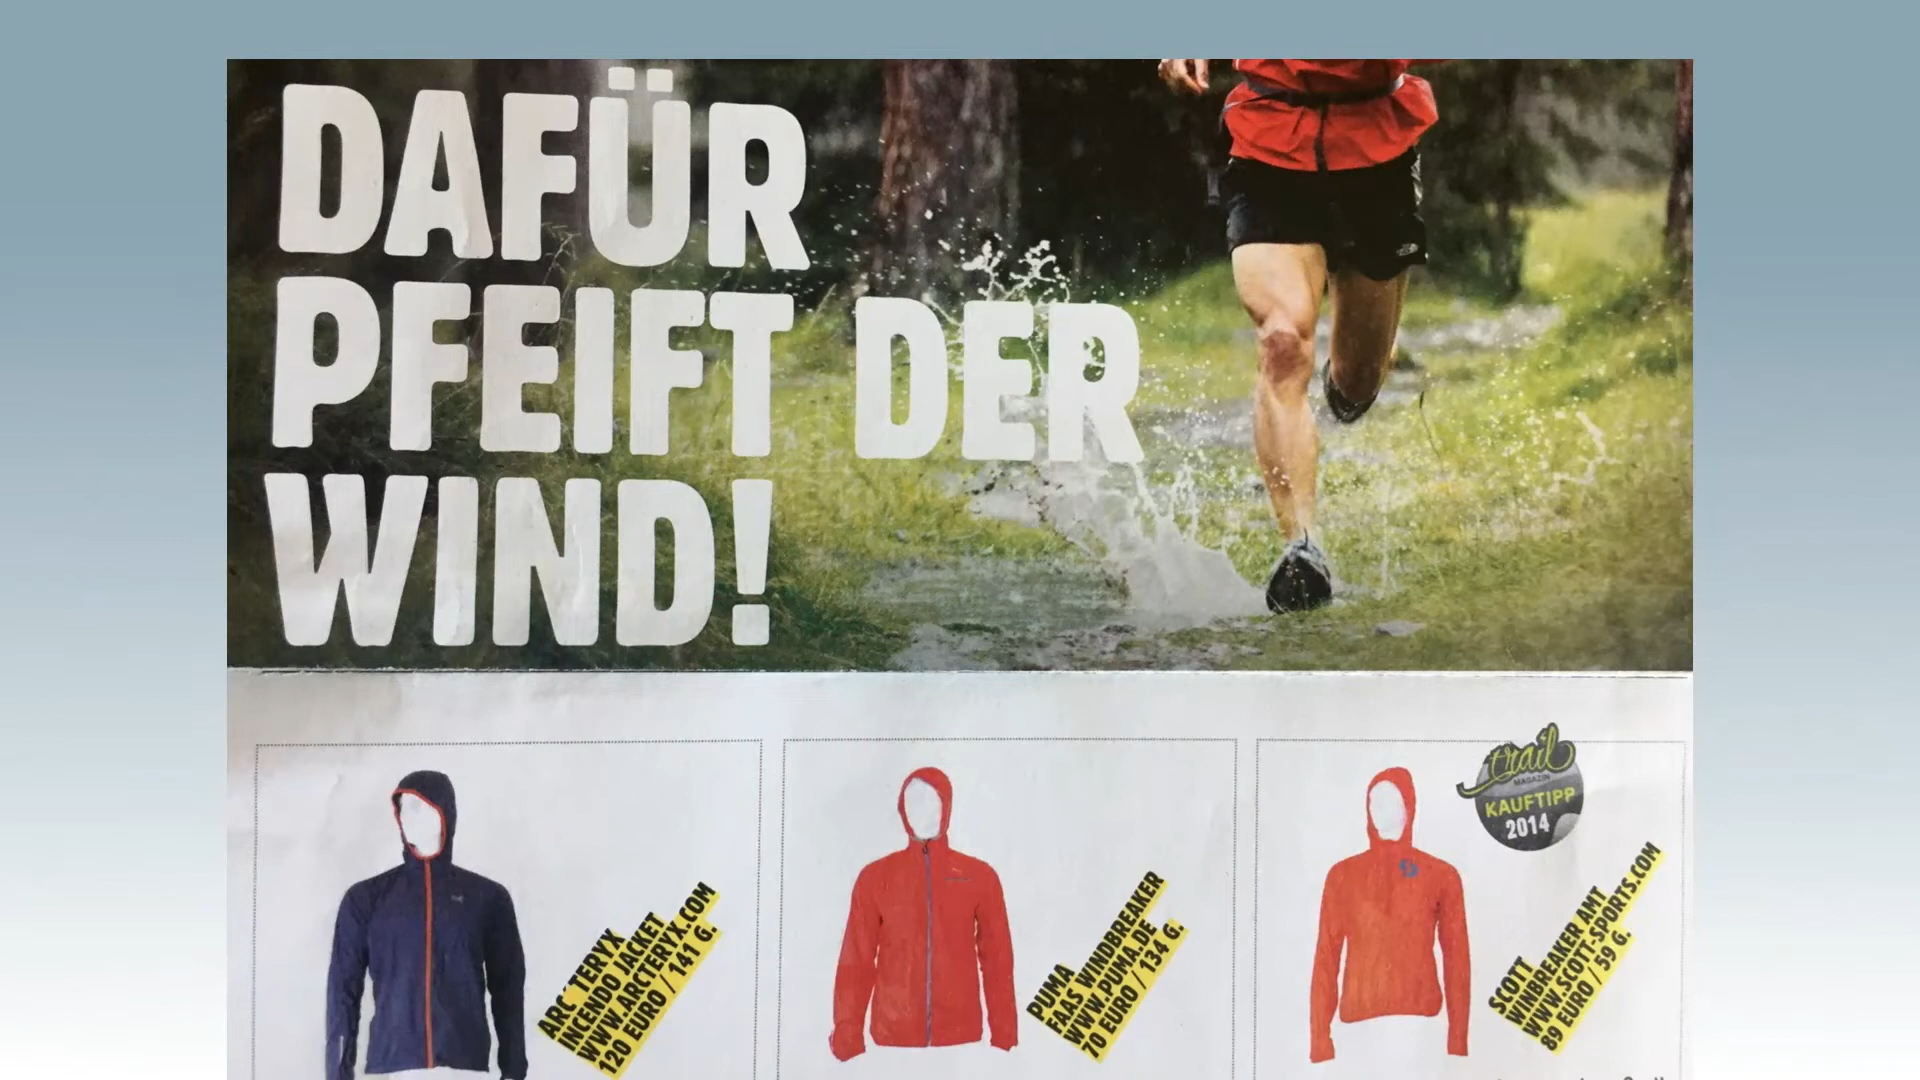 DAFÜR
PFEIFT DER
WIND!
ARC'TERYX
INCENDO JACKET
WWW.ARCTERYX.COM
120 EURO / 141 G.
PUMA
FAAS WINDBREAKER
WWW.PUMA.DE
70 EURO / 134 G.
trail
MAGAZIN
KAUFTIPP
2014
SCOTT
WINBREAKER AMT
WWW.SCOTT-SPORTS.COM
89 EURO / 59 G.